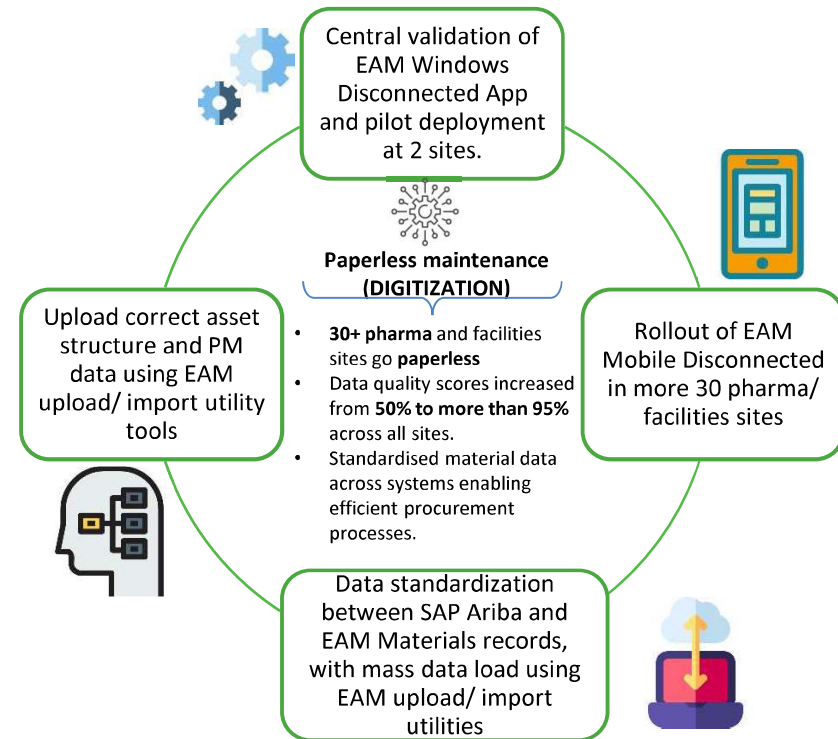 Central validation of
EAM Windows
Disconnected App
and pilot deployment
at 2 sites.
Paperless maintenance
(DIGITIZATION)
• 30+ pharma and facilities
sites go paperless
• Data quality scores increased
from 50% to more than 95%
across all sites.
• Standardised material data
across systems enabling
efficient procurement
processes.
Upload correct asset
structure and PM
data using EAM
upload/ import utility
tools
Rollout of EAM
Mobile Disconnected
in more 30 pharma/
facilities sites
Data standardization
between SAP Ariba and
EAM Materials records,
with mass data load using
EAM upload/ import
utilities